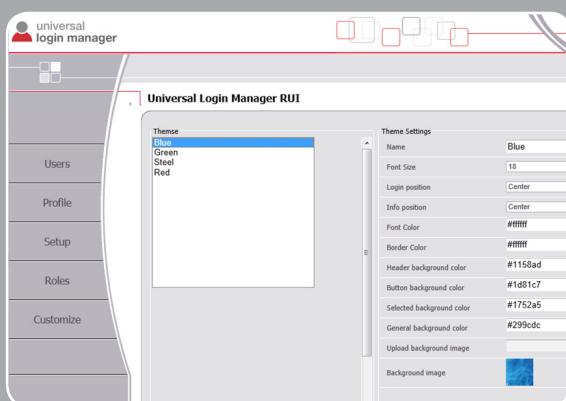 universal
login manager
Universal Login Manager RUI
Users
Profile
Setup
Roles
Customize
Themse
Blue
Green
Steel
Red
Theme Settings
Name Blue
Font Size 18
Login position Center
Info position Center
Font Color #ffffff
Border Color #ffffff
Header background color #1158ad
Button background color #1d81c7
Selected background color #1752a5
General background color #299cdc
Upload background image
Background image